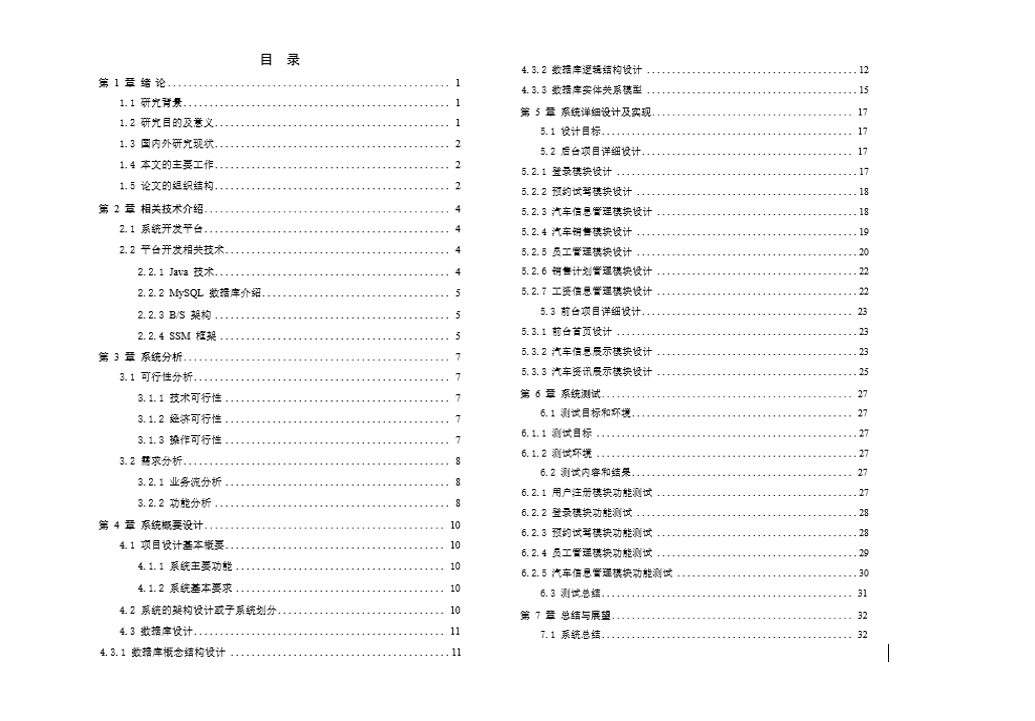 目 录
第 1 章 绪 论 1
1.1 研究背景 1
1.2 研究目的及意义 1
1.3 国内外研究现状 2
1.4 本文的主要工作 2
1.5 论文的组织结构 2
第 2 章 相关技术介绍 4
2.1 系统开发平台 4
2.2 平台开发相关技术 4
2.2.1 Java 技术 4
2.2.2 MySQL 数据库介绍 5
2.2.3 B/S 架构 5
2.2.4 SSM 框架 5
第 3 章 系统分析 7
3.1 可行性分析 7
3.1.1 技术可行性 7
3.1.2 经济可行性 7
3.1.3 操作可行性 7
3.2 需求分析 8
3.2.1 业务流分析 8
3.2.2 功能分析 8
第 4 章 系统概要设计 10
4.1 项目设计基本概要 10
4.1.1 系统主要功能 10
4.1.2 系统基本要求 10
4.2 系统的架构设计或子系统划分 10
4.3 数据库设计 11
4.3.1 数据库概念结构设计 11
4.3.2 数据库逻辑结构设计 12
4.3.3 数据库实体关系模型 15
第 5 章 系统详细设计及实现 17
5.1 设计目标 17
5.2 后台项目详细设计 17
5.2.1 登录模块设计 17
5.2.2 预约试驾模块设计 18
5.2.3 汽车信息管理模块设计 18
5.2.4 汽车销售模块设计 19
5.2.5 员工管理模块设计 20
5.2.6 销售计划管理模块设计 22
5.2.7 工资信息管理模块设计 22
5.3 前台项目详细设计 23
5.3.1 前台首页设计 23
5.3.2 汽车信息展示模块设计 23
5.3.3 汽车资讯展示模块设计 25
第 6 章 系统测试 27
6.1 测试目标和环境 27
6.1.1 测试目标 27
6.1.2 测试环境 27
6.2 测试内容和结果 27
6.2.1 用户注册模块功能测试 27
6.2.2 登录模块功能测试 28
6.2.3 预约试驾模块功能测试 28
6.2.4 员工管理模块功能测试 29
6.2.5 汽车信息管理模块功能测试 30
6.3 测试总结 31
第 7 章 总结与展望 32
7.1 系统总结 32